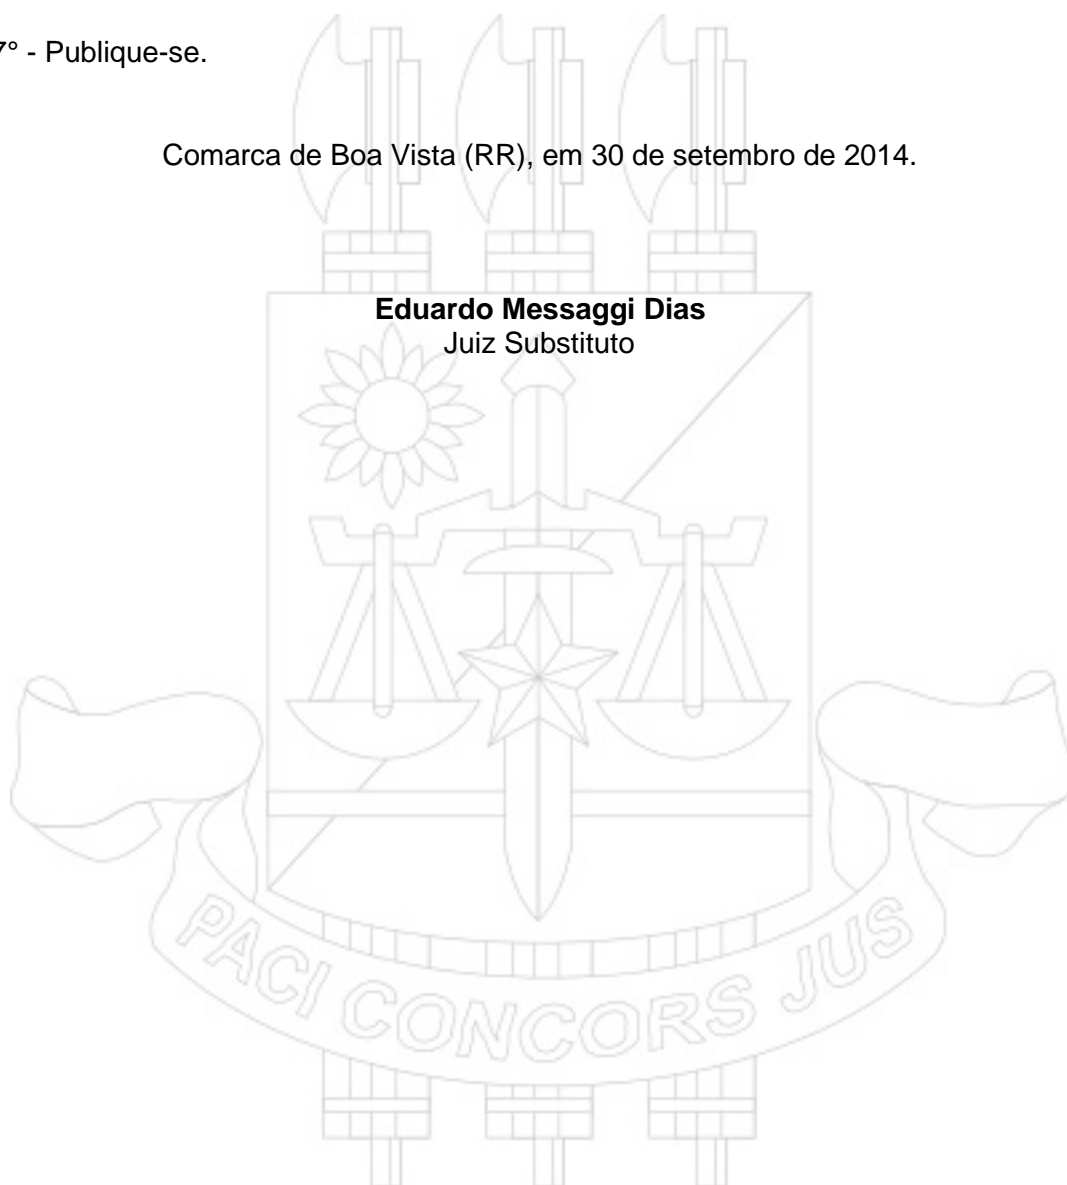 7° - Publique-se.
Comarca de Boa Vista (RR), em 30 de setembro de 2014.
Eduardo Messaggi Dias
Juiz Substituto
PACI CONCORS JUS